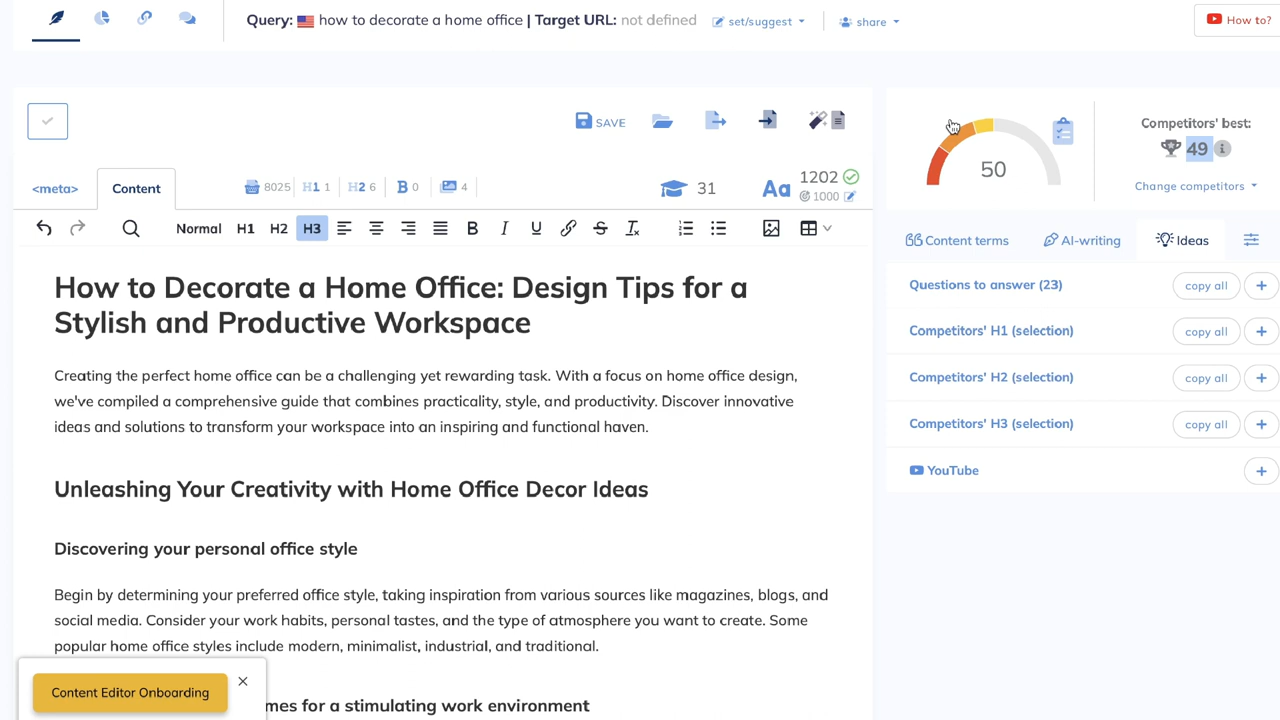 Query: how to decorate a home office | Target URL: not defined set/suggest share How to?
SAVE
50
Competitors' best:
49
Change competitors
<meta> Content 8025 H1 1 H2 6 B 0 4 31 Aa 1202
1000
Normal H1 H2 H3 B I U S Tx
Content terms AI-writing Ideas
Questions to answer (23) copy all +
Competitors' H1 (selection) copy all +
Competitors' H2 (selection) copy all +
Competitors' H3 (selection) copy all +
YouTube +
How to Decorate a Home Office: Design Tips for a
Stylish and Productive Workspace
Creating the perfect home office can be a challenging yet rewarding task. With a focus on home office design,
we've compiled a comprehensive guide that combines practicality, style, and productivity. Discover innovative
ideas and solutions to transform your workspace into an inspiring and functional haven.
Unleashing Your Creativity with Home Office Decor Ideas
Discovering your personal office style
Begin by determining your preferred office style, taking inspiration from various sources like magazines, blogs, and
social media. Consider your work habits, personal tastes, and the type of atmosphere you want to create. Some
popular home office styles include modern, minimalist, industrial, and traditional.
mes for a stimulating work environment
Content Editor Onboarding